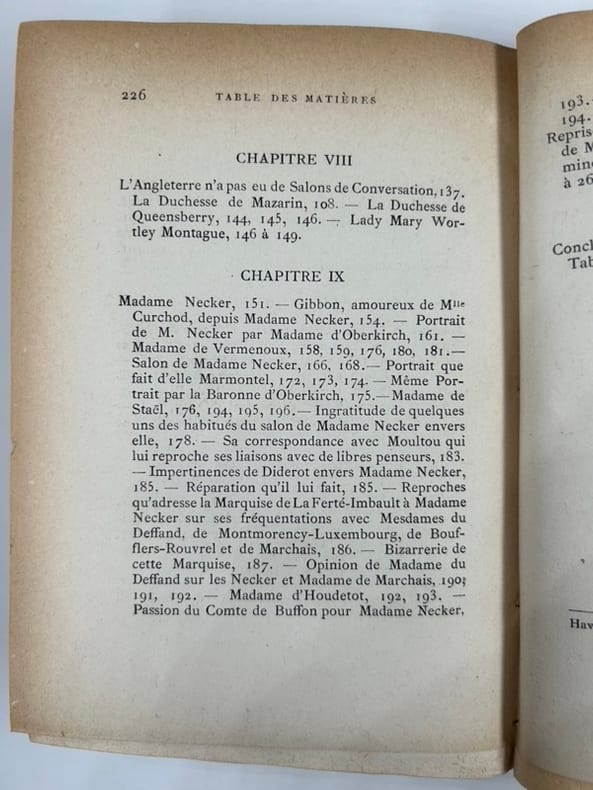 226 TABLE DES MATIÈRES
CHAPITRE VIII
L'Angleterre n'a pas eu de Salons de Conversation, 137.
La Duchesse de Mazarin, 108. — La Duchesse de
Queensberry, 144, 145, 146. — Lady Mary Wor-
tley Montague, 146 à 149.
CHAPITRE IX
Madame Necker, 151. — Gibbon, amoureux de Mlle
Curchod, depuis Madame Necker, 154. — Portrait
de M. Necker par Madame d'Oberkirch, 161. —
Madame de Vermenoux, 158, 159, 176, 180, 181. —
Salon de Madame Necker, 166, 168. — Portrait que
fait d'elle Marmontel, 172, 173, 174. — Même Por-
trait par la Baronne d'Oberkirch, 175. — Madame de
Staël, 176, 194, 195, 196. — Ingratitude de quelques
uns des habitués du salon de Madame Necker envers
elle, 178. — Sa correspondance avec Moultou qui
lui reproche ses liaisons avec de libres penseurs, 183.
— Impertinences de Diderot envers Madame Necker,
185. — Réparation qu'il lui fait, 185. — Reproches
qu'adresse la Marquise de La Ferté-Imbault à Madame
Necker sur ses fréquentations avec Mesdames du
Deffand, de Montmorency-Luxembourg, de Bouf-
flers-Rouvrel et de Marchais, 186. — Bizarrerie de
cette Marquise, 187. — Opinion de Madame du
Deffand sur les Necker et Madame de Marchais, 190,
191, 192. — Madame d'Houdetot, 192, 193. —
Passion du Comte de Buffon pour Madame Necker,
193.
194.
Repris
de M
min
à 26
Concl
Tab
Hav